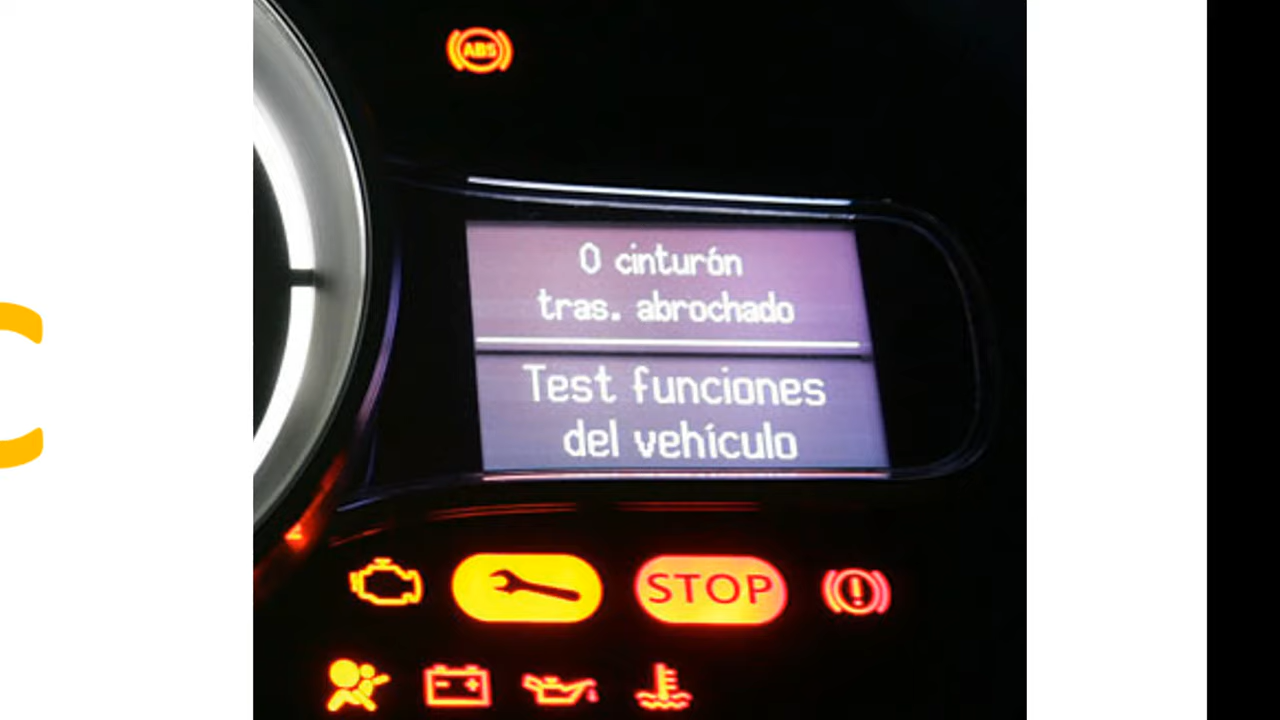 ABS
0 cinturón
tras. abrochado
Test funciones
del vehículo
STOP